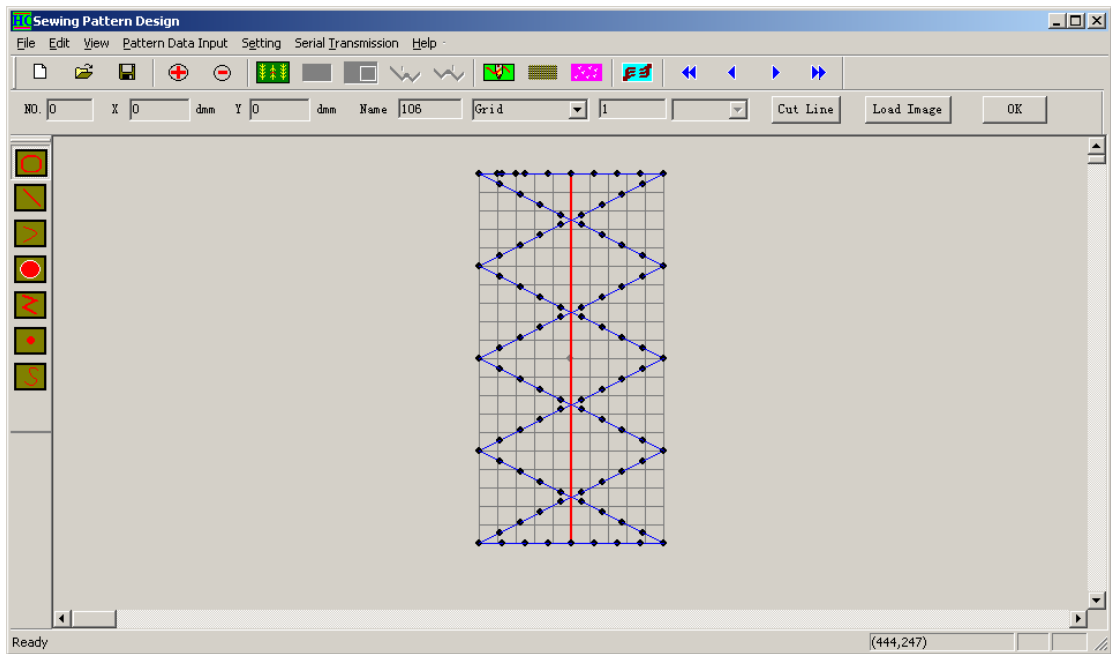 HC Sewing Pattern Design
File Edit View Pattern Data Input Setting Serial Transmission Help
NO. 0 X 0 dmm Y 0 dmm Name 106 Grid 1 Cut Line Load Image OK
Ready (444,247)